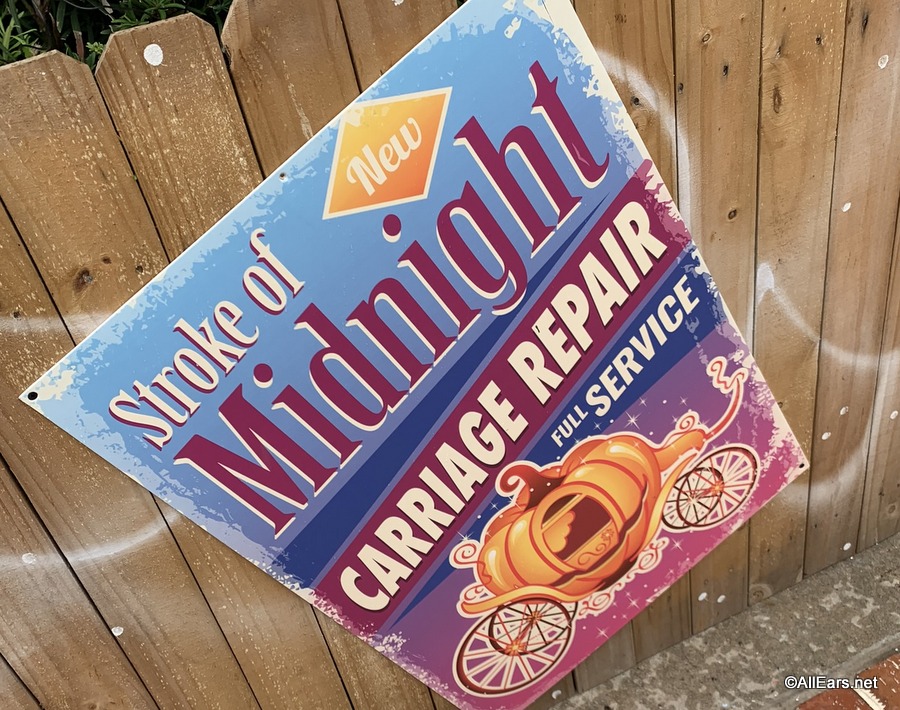 New
Stroke of
Midnight
CARRIAGE REPAIR
FULL SERVICE
©AllEars.net